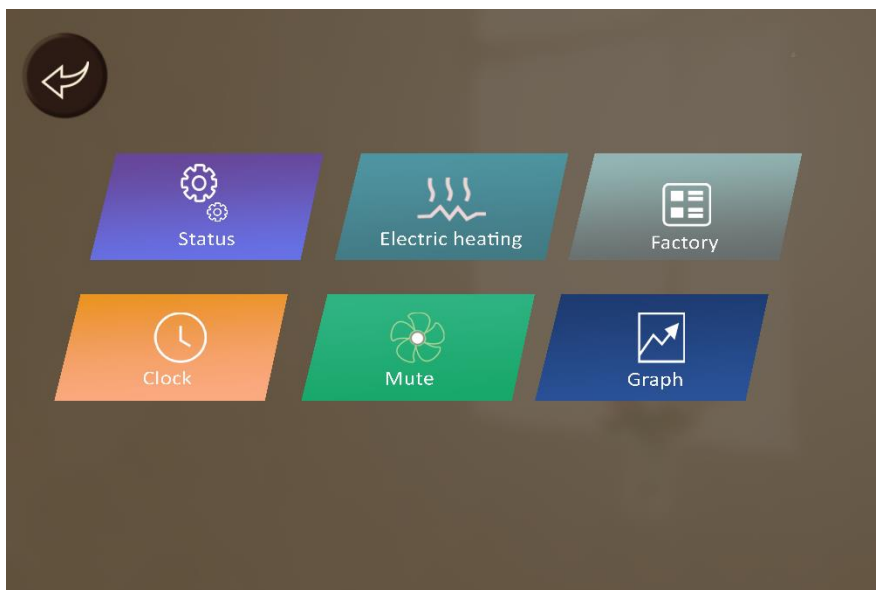 Status
Electric heating
Factory
Clock
Mute
Graph